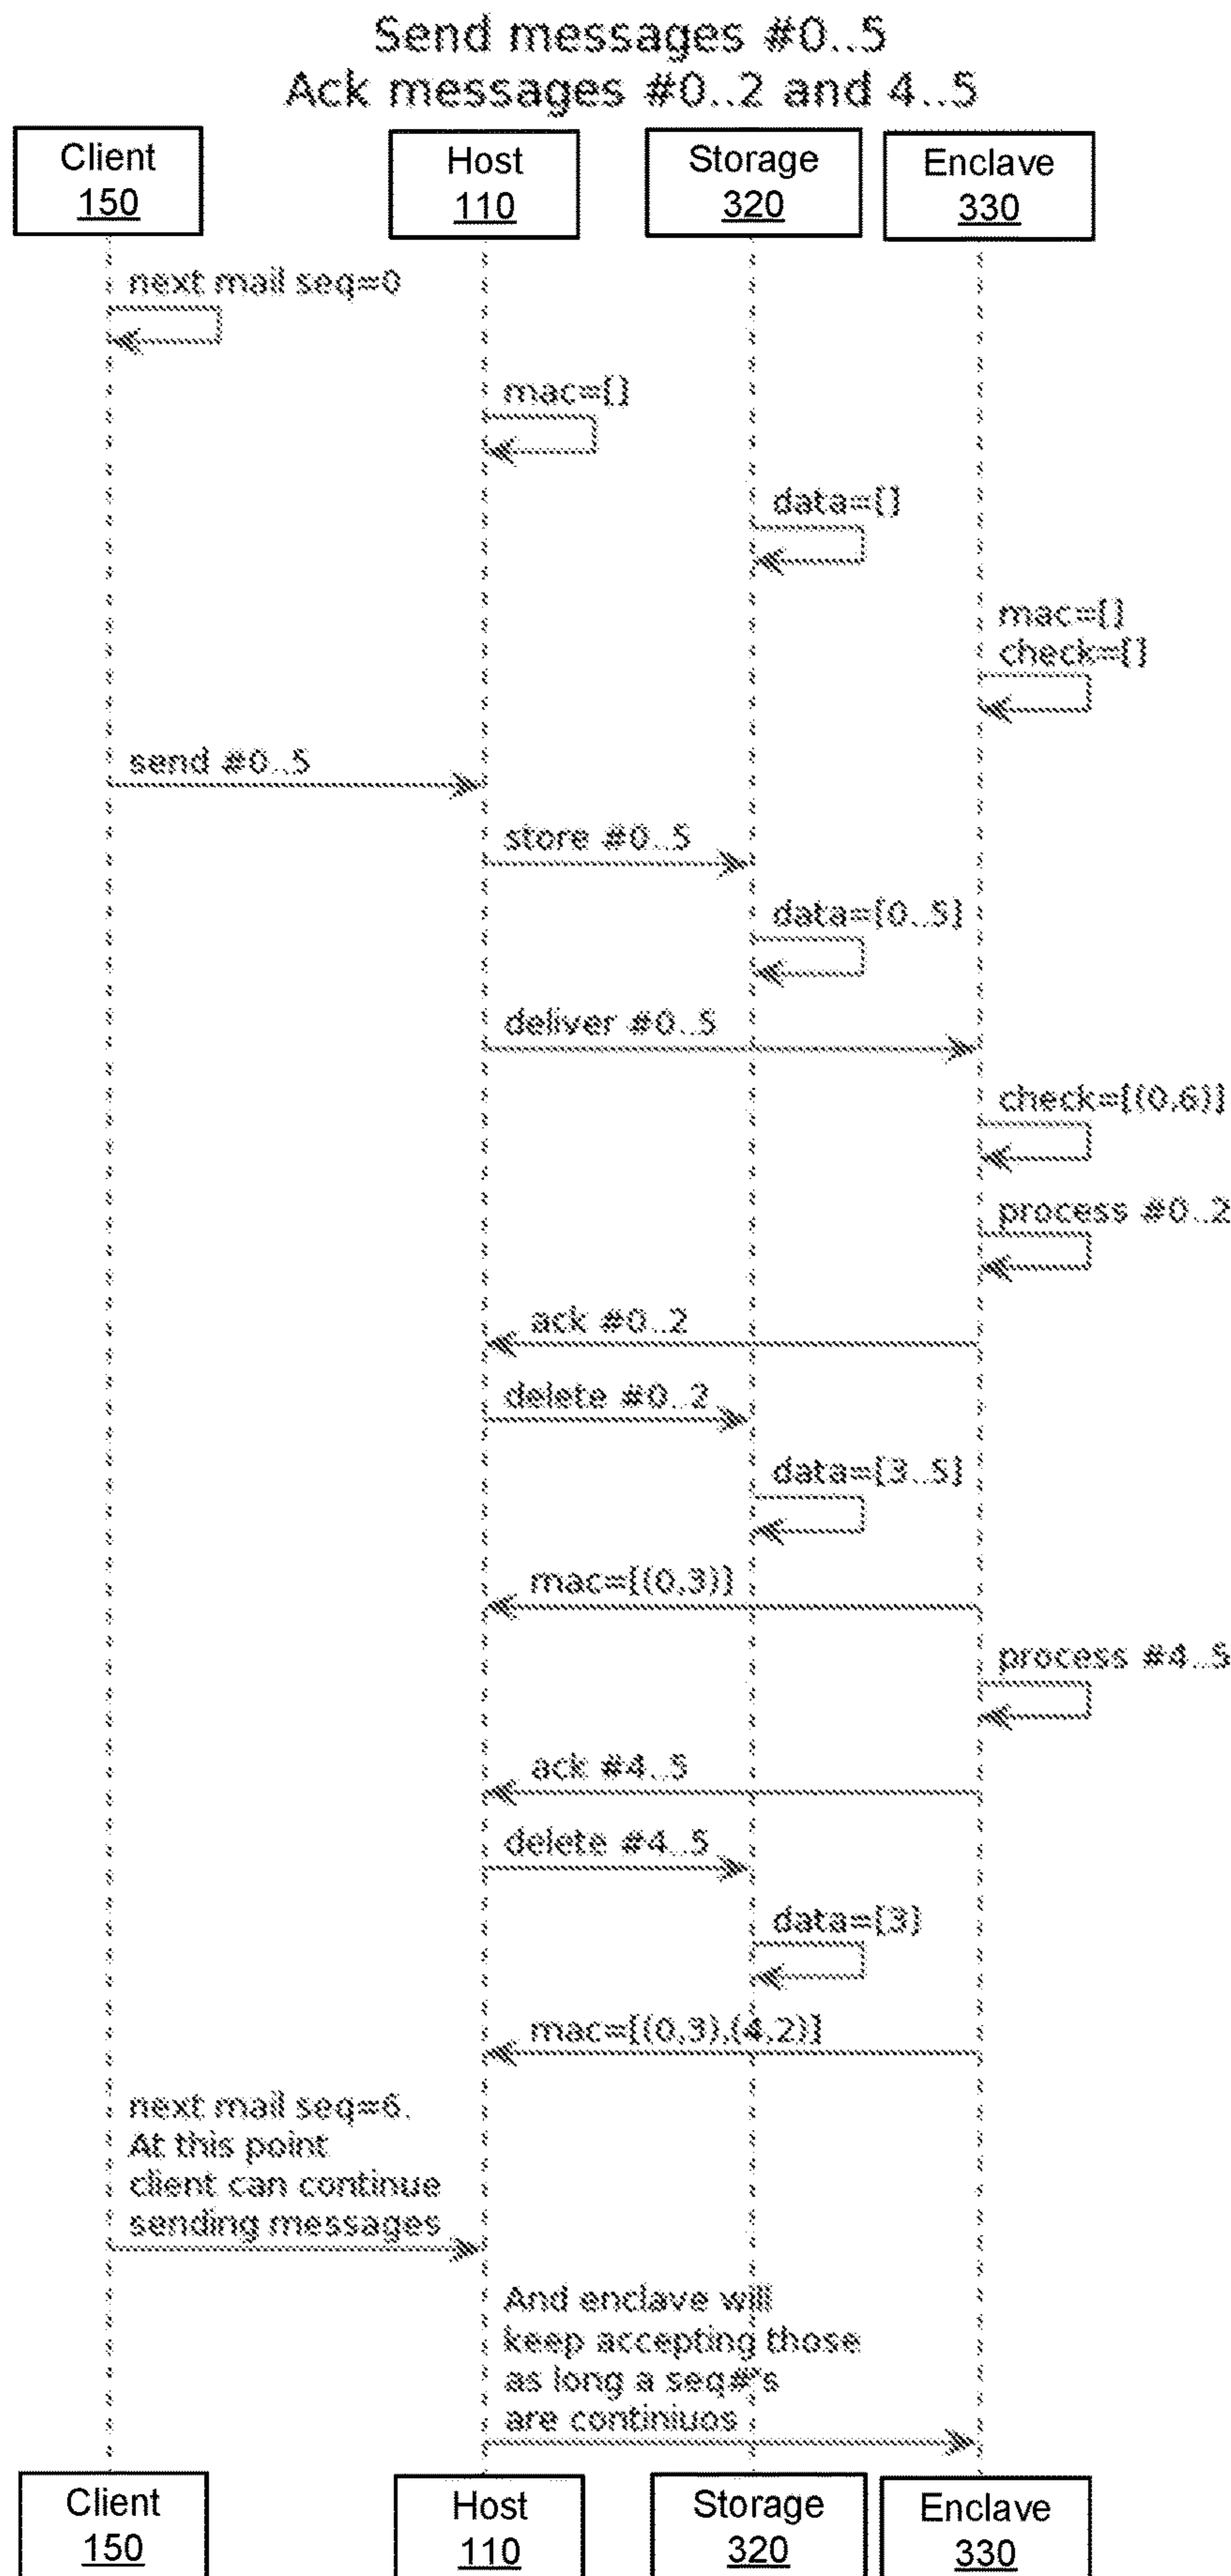 Send messages #0..5
Ack messages #0..2 and 4..5
Client
150
Host
110
Storage
320
Enclave
330
next mail seq=0
mac=[]
data=[]
mac=[]
check=[]
send #0..5
store #0..5
data=[0..5]
deliver #0..5
check=[(0,6)]
process #0..2
ack #0..2
delete #0..2
data=[3..5]
mac=[(0,3)]
process #4..5
ack #4..5
delete #4..5
data=[3]
mac=[(0,3),(4,2)]
next mail seq=6.
At this point
client can continue
sending messages
And enclave will
keep accepting those
as long a seq#'s
are continiuos
Client
150
Host
110
Storage
320
Enclave
330